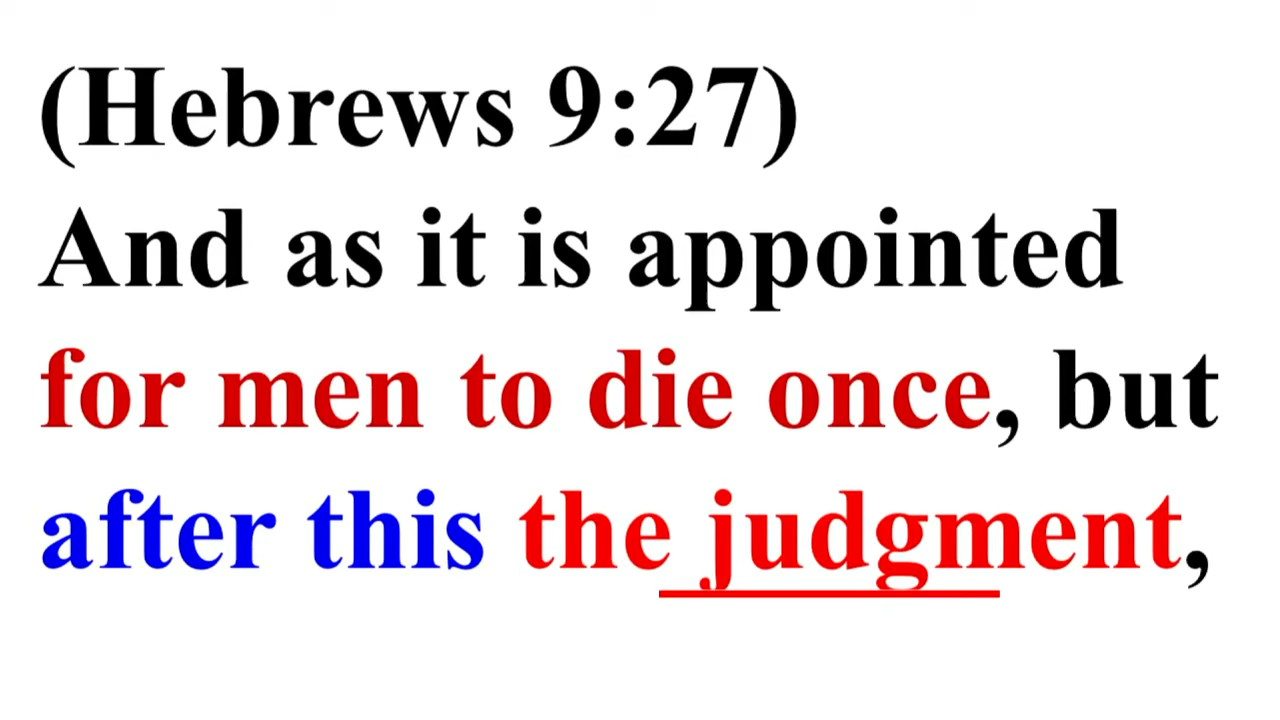 (Hebrews 9:27)
And as it is appointed
for men to die once, but
after this the judgment,